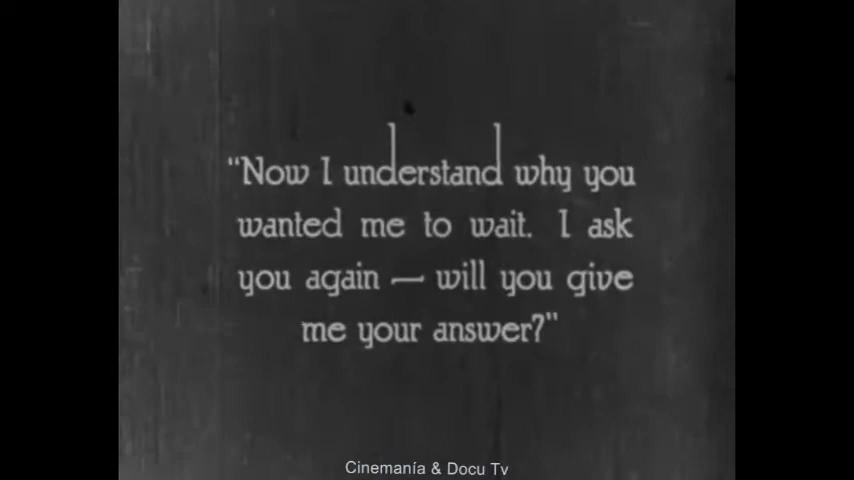 “Now I understand why you
wanted me to wait. I ask
you again — will you give
me your answer?”
Cinemanía & Docu Tv